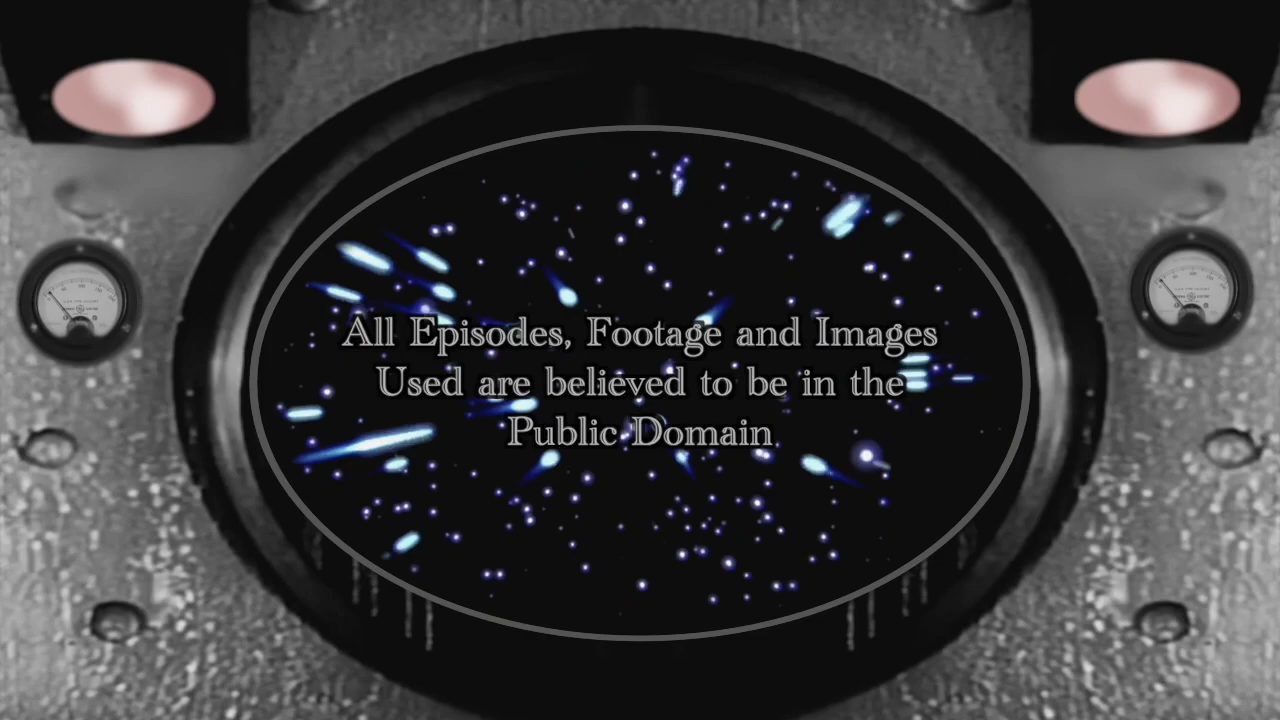 All Episodes, Footage and Images
Used are believed to be in the
Public Domain